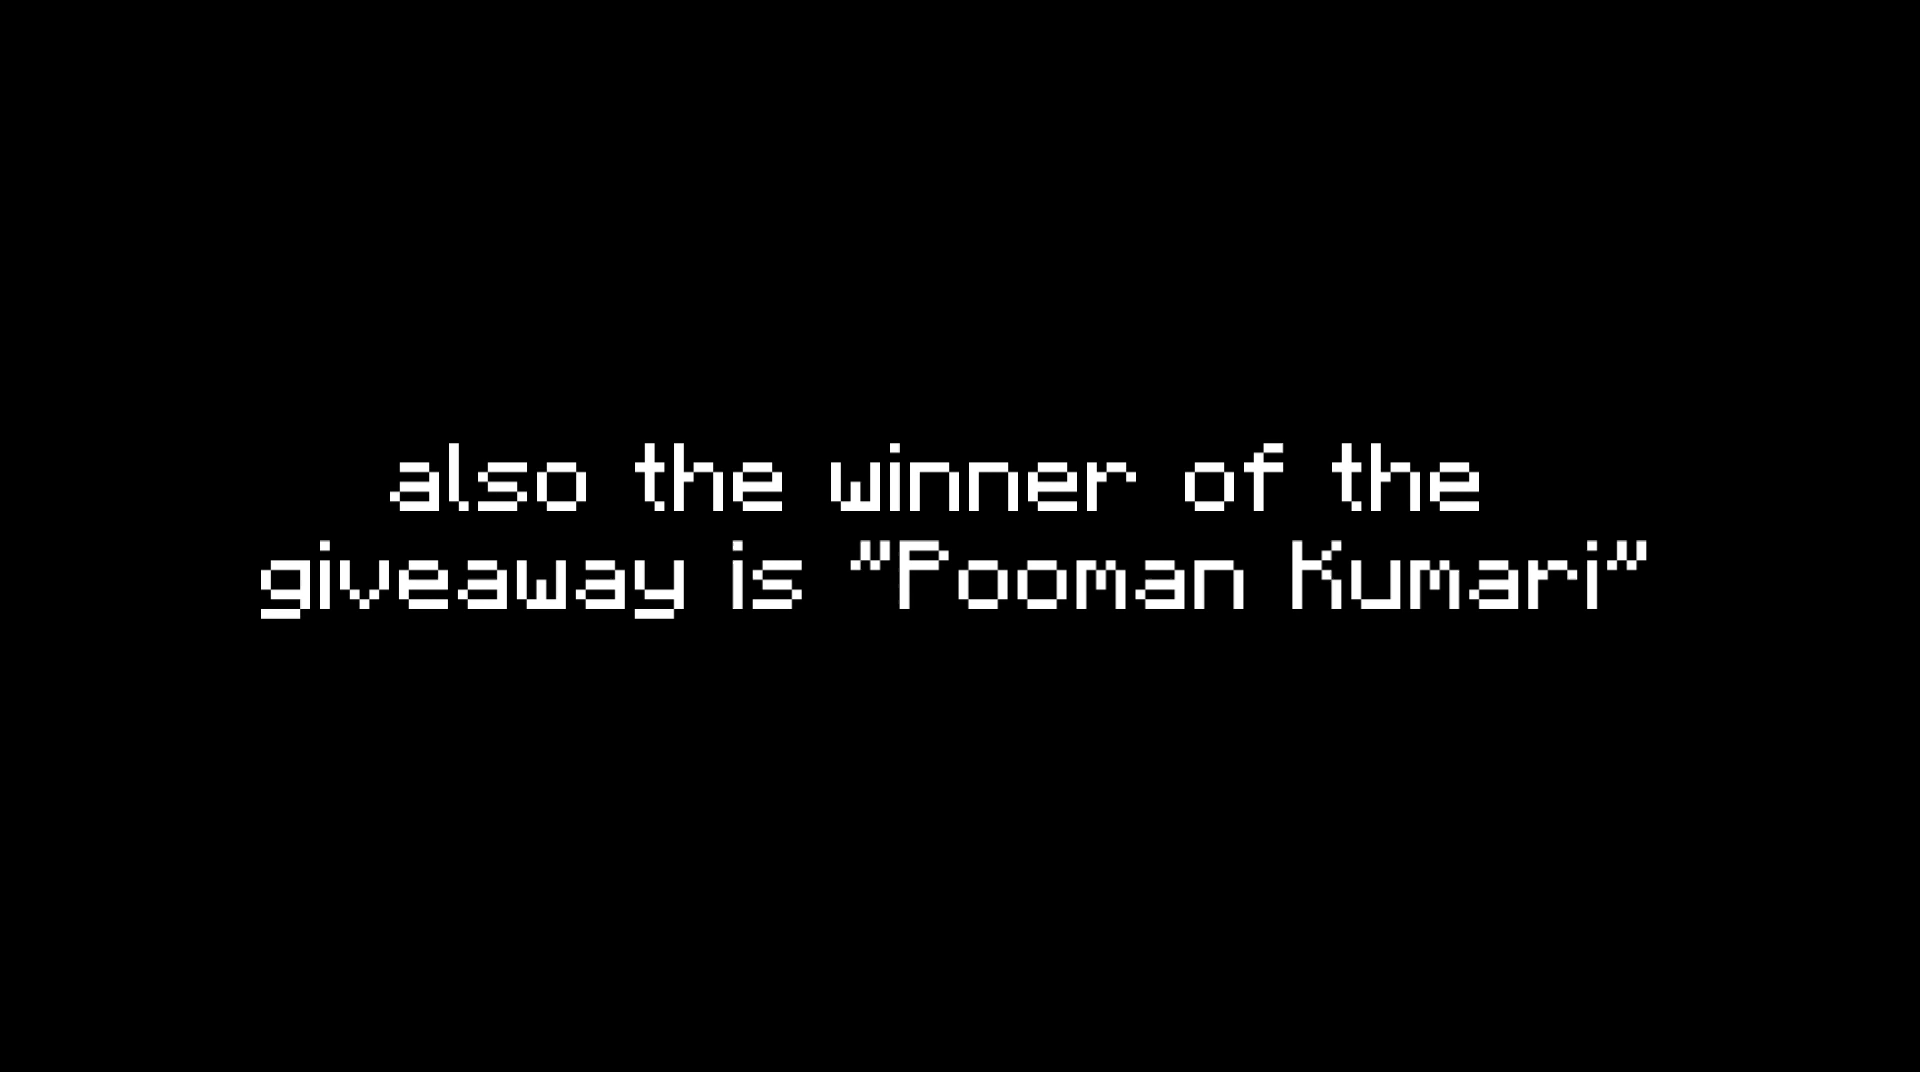 also the winner of the
giveaway is "Pooman Kumari"